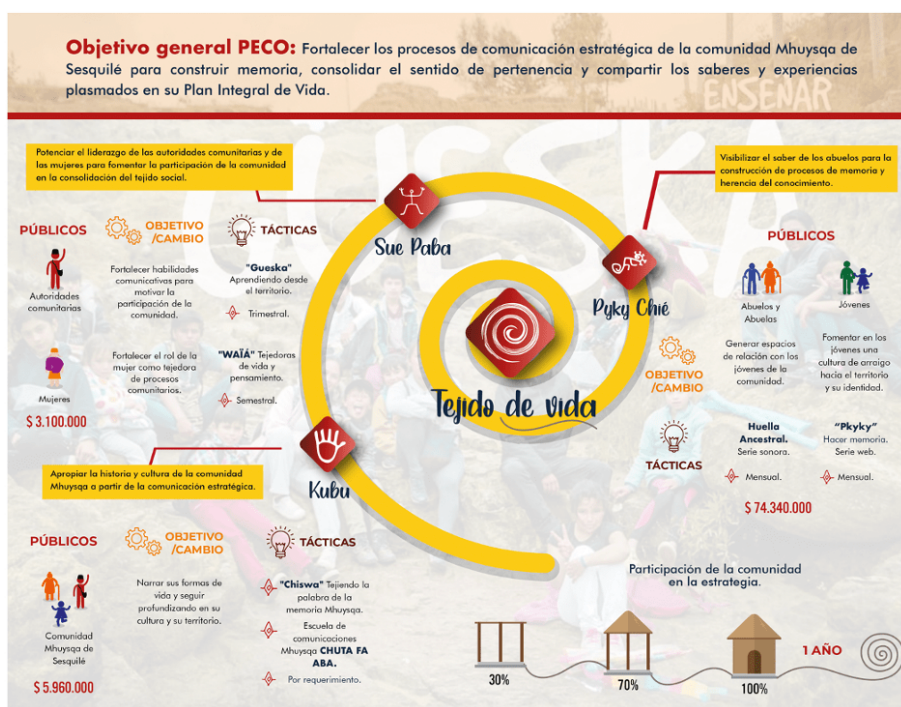 Objetivo general PECO: Fortalecer los procesos de comunicación estratégica de la comunidad Mhuysqa de
Sesquilé para construir memoria, consolidar el sentido de pertenencia y compartir los saberes y experiencias
plasmados en su Plan Integral de Vida.
ENSEÑAR
GUESKA
Potenciar el liderazgo de las autoridades comunitarias y de
las mujeres para fomentar la participación de la comunidad
en la consolidación del tejido social.
PÚBLICOS
OBJETIVO
/CAMBIO
TÁCTICAS
Autoridades
comunitarias
Fortalecer habilidades
comunicativas para
motivar la
participación de la
comunidad.
"Gueska"
Aprendiendo desde
el territorio.
Trimestral.
Mujeres
Fortalecer el rol de la
mujer como tejedora
de procesos
comunitarios.
"WAÏÁ" Tejedoras
de vida y
pensamiento.
Semestral.
$ 3.100.000
Sue Paba
Visibilizar el saber de los abuelos para la
construcción de procesos de memoria y
herencia del conocimiento.
Pyky Chié
PÚBLICOS
Abuelos y
Abuelas
Jóvenes
OBJETIVO
/CAMBIO
Generar espacios
de relación con los
jóvenes de la
comunidad.
Fomentar en los
jóvenes una
cultura de arraigo
hacia el territorio
y su identidad.
TÁCTICAS
Huella
Ancestral.
Serie sonora.
Mensual.
“Pkyky”
Hacer memoria.
Serie web.
Mensual.
$ 74.340.000
Tejido de vida
Kubu
Apropiar la historia y cultura de la comunidad
Mhuysqa a partir de la comunicación estratégica.
PÚBLICOS
OBJETIVO
/CAMBIO
TÁCTICAS
Comunidad
Mhuysqa de
Sesquilé
Narrar sus formas de
vida y seguir
profundizando en su
cultura y su territorio.
"Chiswa" Tejiendo la
palabra de la
memoria Mhuysqa.
Escuela de
comunicaciones
Mhuysqa CHUTA FA
ABA.
Por requerimiento.
$ 5.960.000
Participación de la comunidad
en la estrategia.
30%
70%
100%
1 AÑO